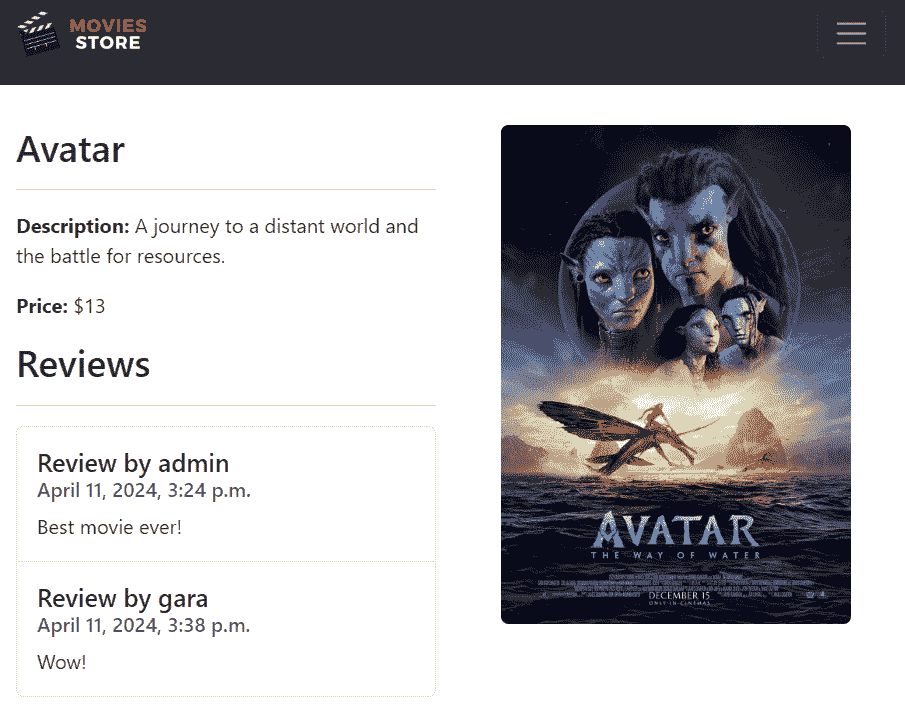 MOVIES
STORE
Avatar
Description: A journey to a distant world and
the battle for resources.
Price: $13
Reviews
Review by admin
April 11, 2024, 3:24 p.m.
Best movie ever!
Review by gara
April 11, 2024, 3:38 p.m.
Wow!
AVATAR
THE WAY OF WATER
DECEMBER 15
ONLY IN CINEMAS